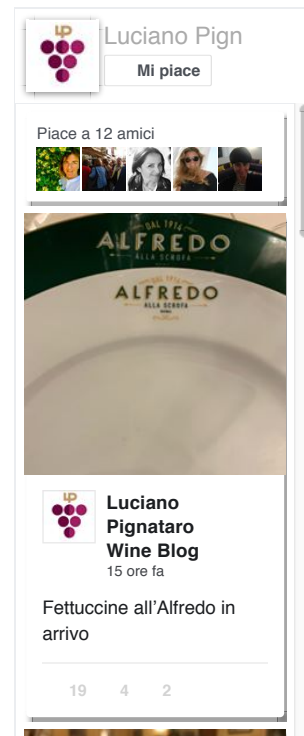 LP
Luciano Pign
Mi piace
Piace a 12 amici
DAL 1914
ALFREDO
ALLA SCROFA
ALFREDO
ALLA SCROFA
LP
Luciano
Pignataro
Wine Blog
15 ore fa
Fettuccine all’Alfredo in
arrivo
19 4 2